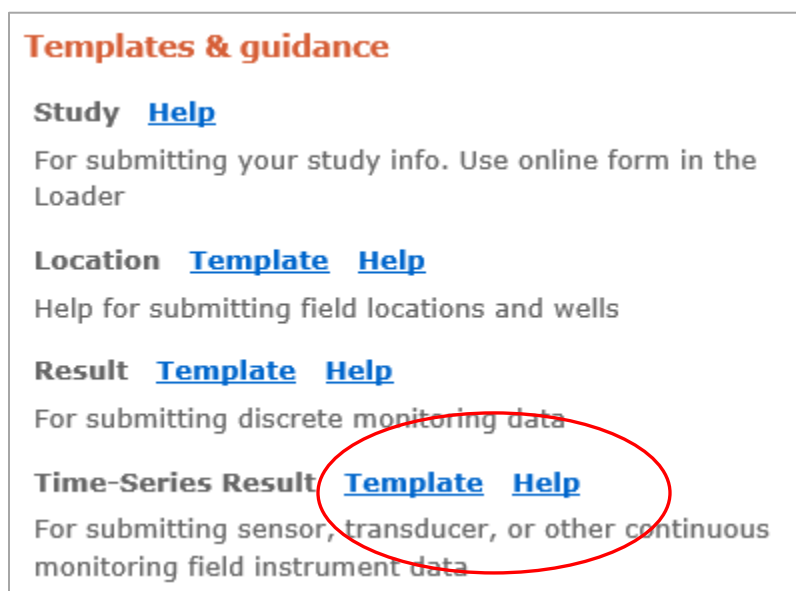 Templates & guidance
Study Help
For submitting your study info. Use online form in the
Loader
Location Template Help
Help for submitting field locations and wells
Result Template Help
For submitting discrete monitoring data
Time-Series Result Template Help
For submitting sensor, transducer, or other continuous
monitoring field instrument data